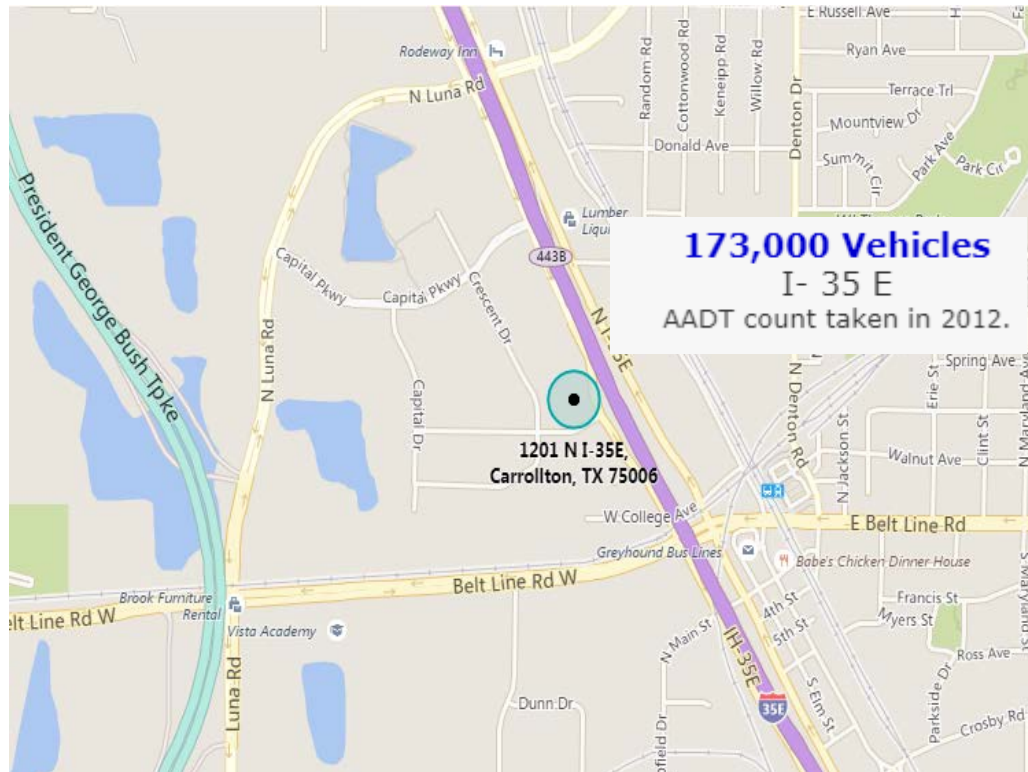 E Russell Ave
H
Rodeway Inn
Ryan Ave
N Luna Rd
Random Rd
Cottonwood Rd
Keneipp Rd
Willow Rd
Denton Dr
Terrace Trl
Mountview Dr
Donald Ave
Park Ave
Summit Cir
Park Cir
President George Bush Tpke
Lumber
173,000 Vehicles
I- 35 E
AADT count taken in 2012.
443B
Capital Pkwy
Capital Pkwy
Crescent Dr
N I-35E
N Luna Rd
Capital Dr
Spring Ave
Erie St
Clint St
N Maryland Ave
N Denton Rd
N Jackson St
Walnut Ave
1201 N I-35E,
Carrollton, TX 75006
W College Ave
E Belt Line Rd
Greyhound Bus Lines
Babe's Chicken Dinner House
Belt Line Rd W
Brook Furniture
Rental
elt Line Rd W
Vista Academy
4th St
5th St
Francis St
Myers St
S Maryland St
Ross Ave
N Main St
IH-35E
35E
S Elm St
Luna Rd
Dunn Dr
ofield Dr
Parkside Dr
Crosby Rd